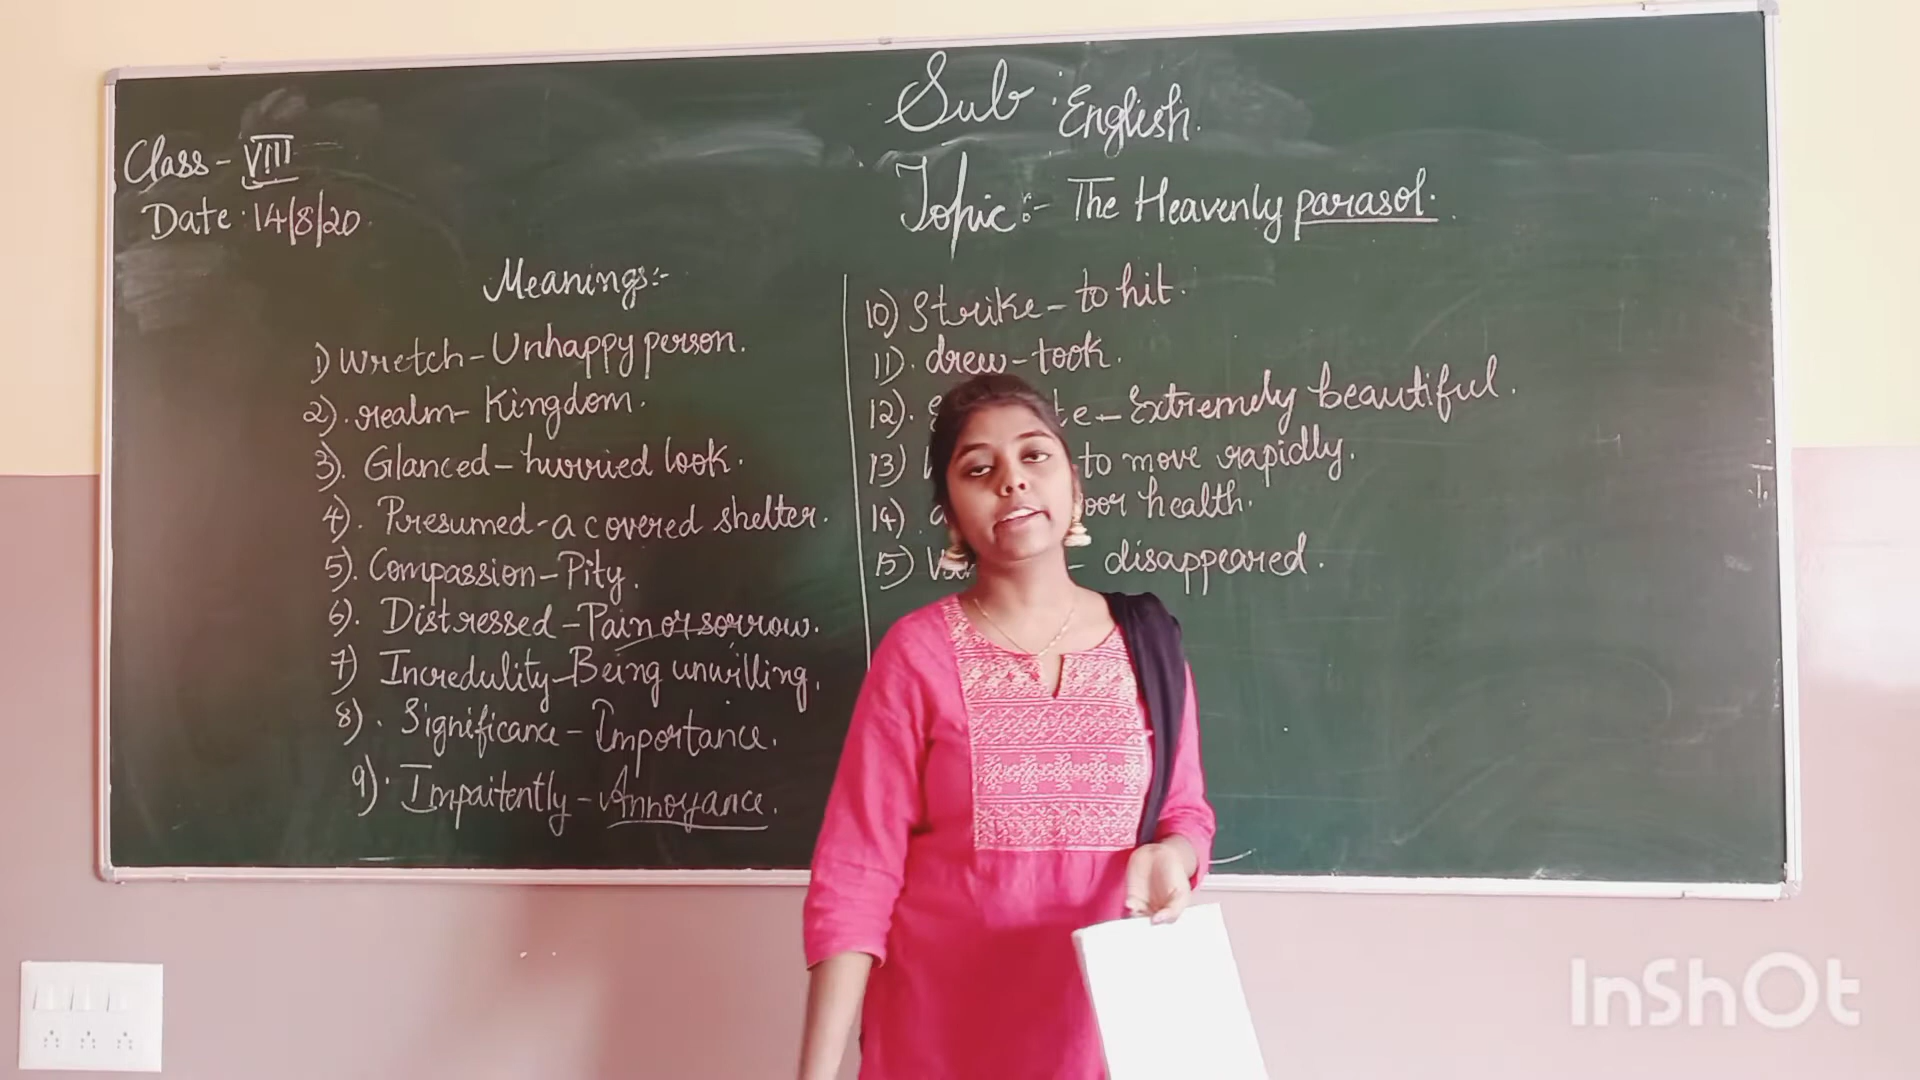 Sub : English.
Class - VIII
Topic :- The Heavenly parasol.
Date : 14/8/20
Meanings:-
1) Wretch - Unhappy person.
2). realm - Kingdom.
3). Glanced - hurried look.
4). Presumed - a covered shelter.
5). Compassion - Pity.
6). Distressed - Pain or sorrow.
7) Incredulity - Being unwilling.
8). Significance - Importance.
9). Impaitently - Annoyance.
10) Strike - to hit.
11). drew - took.
12). - Extremely beautiful.
13) to move rapidly.
14) health.
15) - disappeared.
InShOt